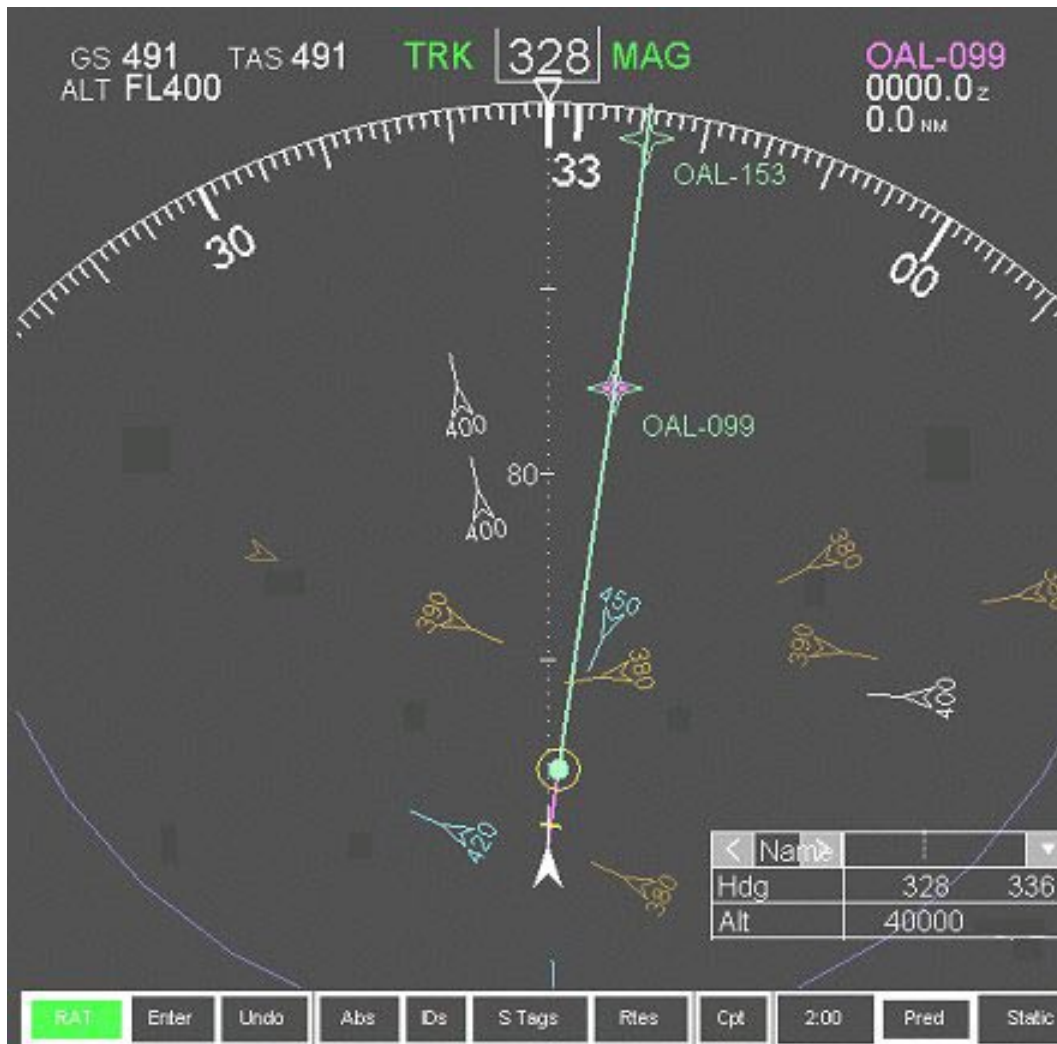 GS 491 TAS 491 TRK 328 MAG OAL-099
ALT FL400 0000.0z
0.0 NM
33
OAL-153
30
00
400
OAL-099
80
400
380
390
450
390
380
400
420
380
< Name >
Hdg 328 336
Alt 40000
RAT Enter Undo Abs IDs S Tags Rtes Cpt 2:00 Pred Static